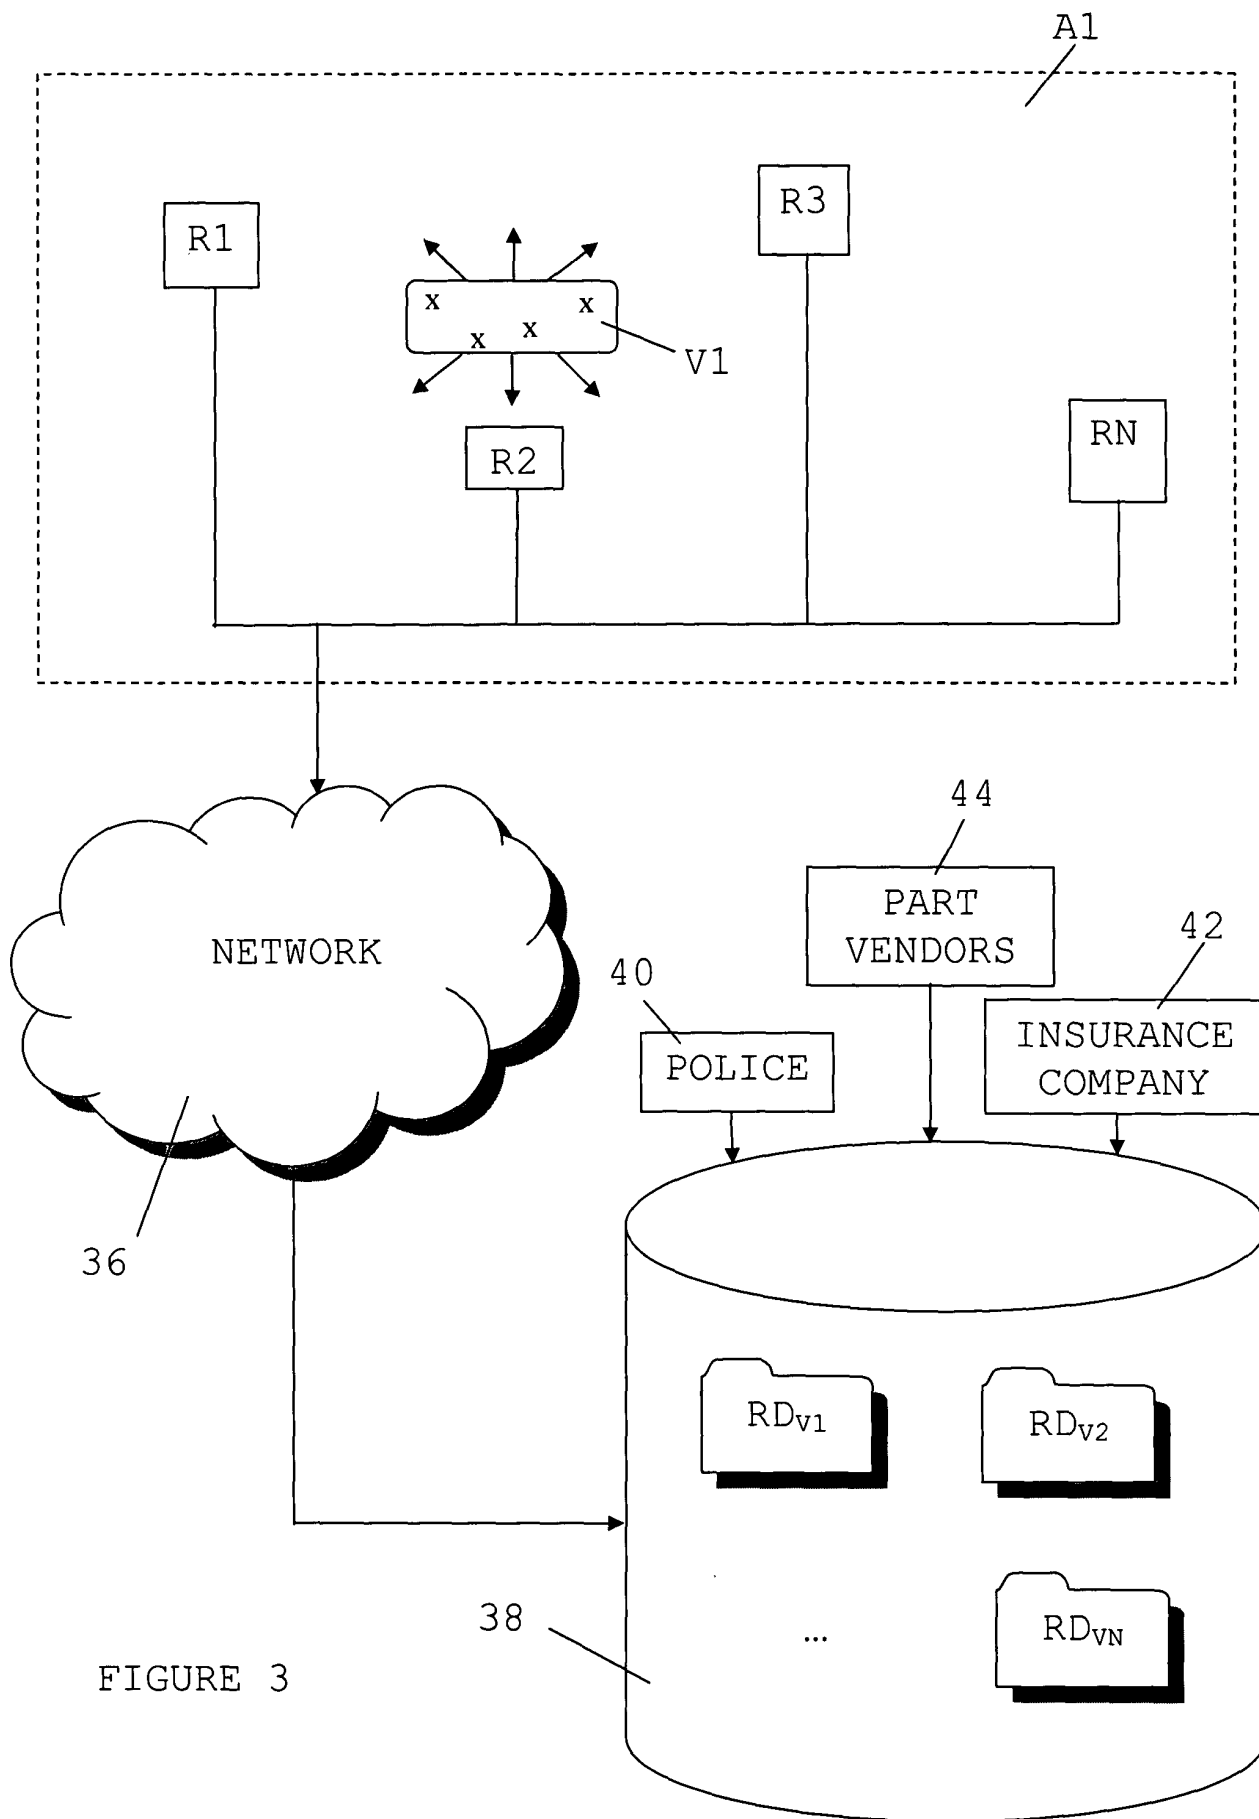 A1
R1
R3
x
x
x
x
V1
R2
RN
44
PART
VENDORS
42
NETWORK
40
INSURANCE
COMPANY
POLICE
36
RDV1
RDV2
...
RDVN
38
FIGURE 3